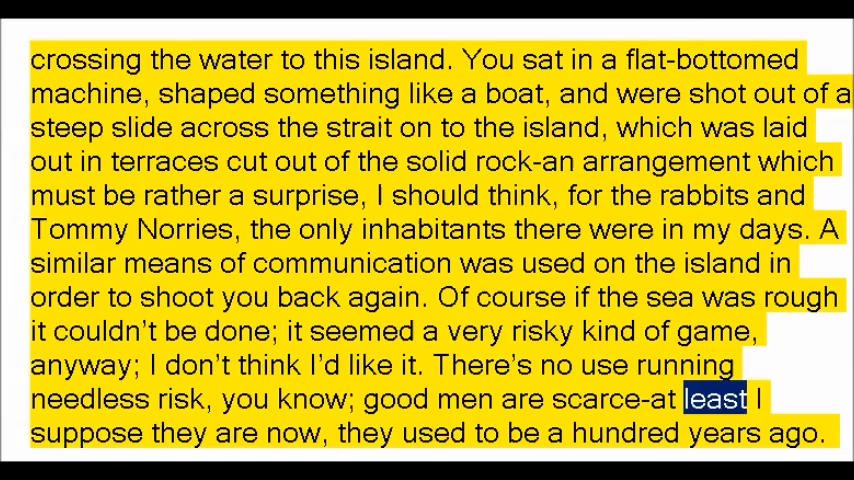 crossing the water to this island. You sat in a flat-bottomed
machine, shaped something like a boat, and were shot out of a
steep slide across the strait on to the island, which was laid
out in terraces cut out of the solid rock-an arrangement which
must be rather a surprise, I should think, for the rabbits and
Tommy Norries, the only inhabitants there were in my days. A
similar means of communication was used on the island in
order to shoot you back again. Of course if the sea was rough
it couldn't be done; it seemed a very risky kind of game,
anyway; I don't think I'd like it. There's no use running
needless risk, you know; good men are scarce-at least I
suppose they are now, they used to be a hundred years ago.